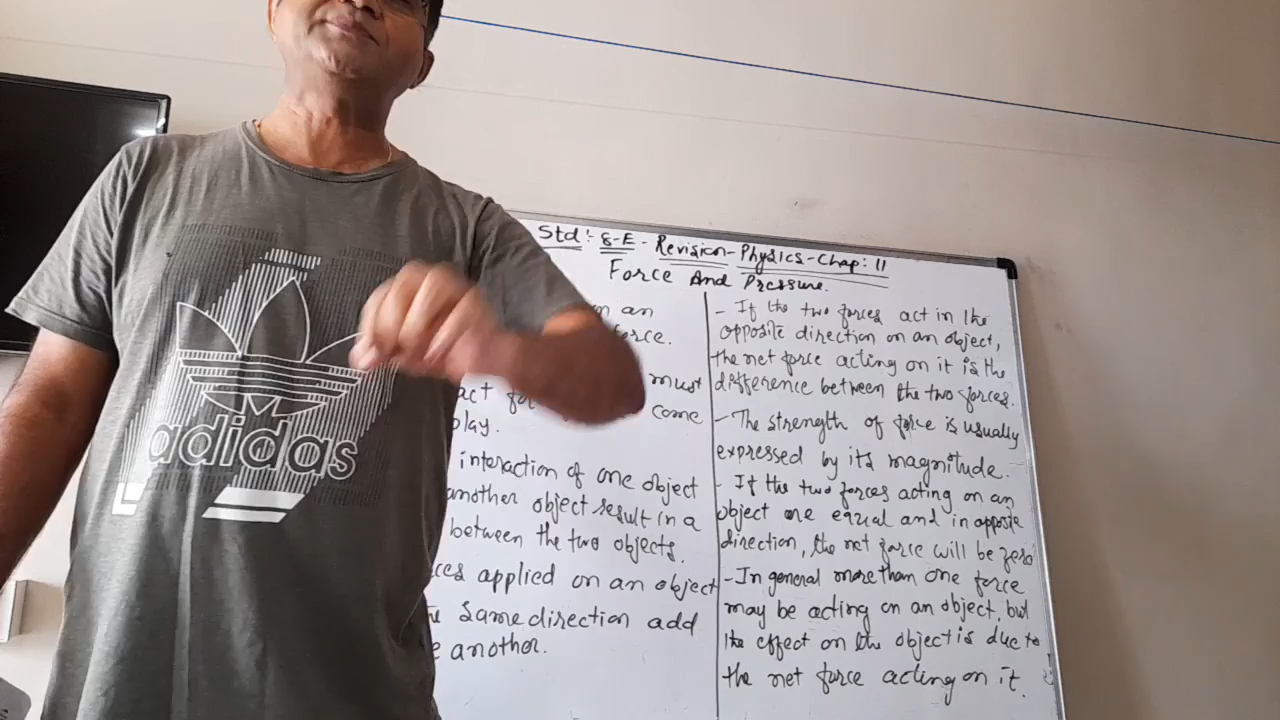 Std:- 8-E - Revision - Physics - Chap: 11
Force And Pressure.
adidas
an
must
act
come
play.
interaction of one object
another object result in a
between the two objects.
applied on an object
same direction add
another.
- If the two forces act in the
opposite direction on an object,
the net force acting on it is the
difference between the two forces.
- The strength of force is usually
expressed by its magnitude.
- If the two forces acting on an
object are equal and in opposite
direction, the net force will be zero
- In general more than one force
may be acting on an object, but
the effect on the object is due to
the net force acting on it.